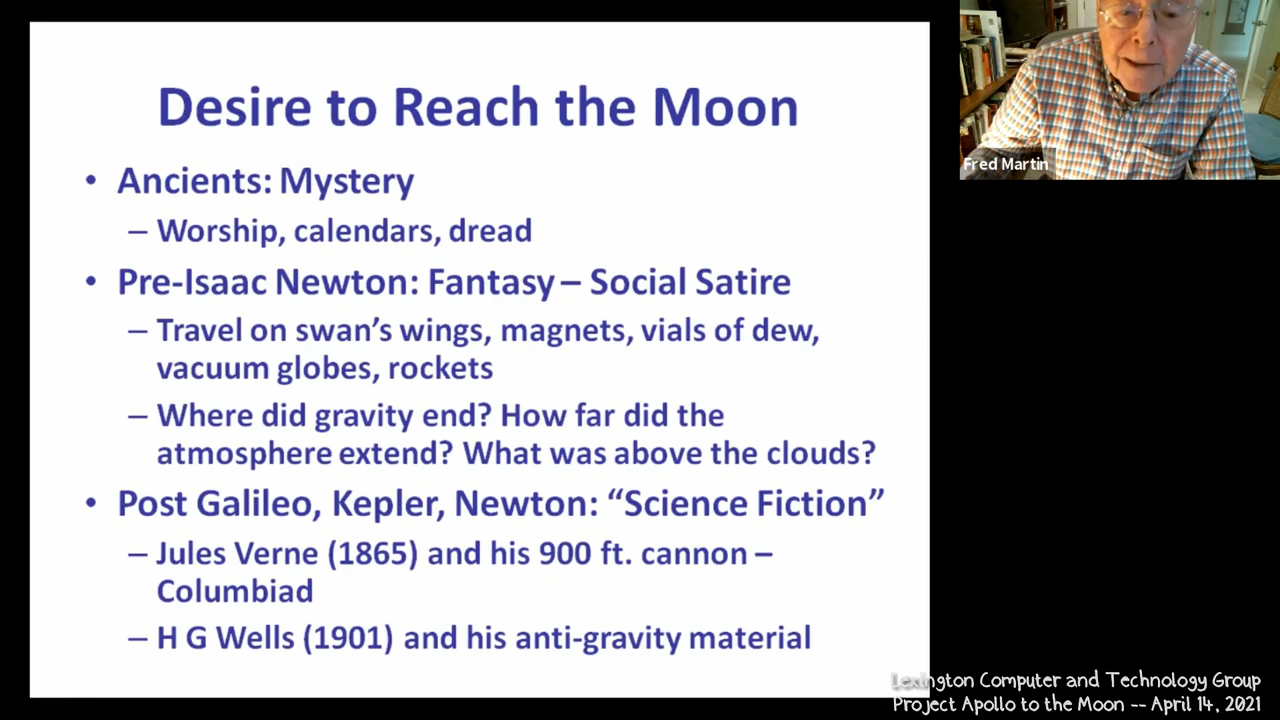 Desire to Reach the Moon
• Ancients: Mystery
– Worship, calendars, dread
• Pre-Isaac Newton: Fantasy – Social Satire
– Travel on swan's wings, magnets, vials of dew,
vacuum globes, rockets
– Where did gravity end? How far did the
atmosphere extend? What was above the clouds?
• Post Galileo, Kepler, Newton: “Science Fiction”
– Jules Verne (1865) and his 900 ft. cannon –
Columbiad
– H G Wells (1901) and his anti-gravity material
Fred Martin
Lexington Computer and Technology Group
Project Apollo to the Moon -- April 14, 2021